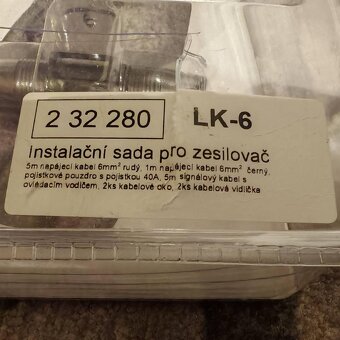 2 32 280 LK-6
Instalační sada pro zesilovač
5m napájecí kabel 6mm² rudý, 1m napájecí kabel 6mm² černý,
pojistkové pouzdro s pojistkou 40A, 5m signálový kabel s
ovládacím vodičem, 2ks kabelové oko, 2ks kabelová vidlička